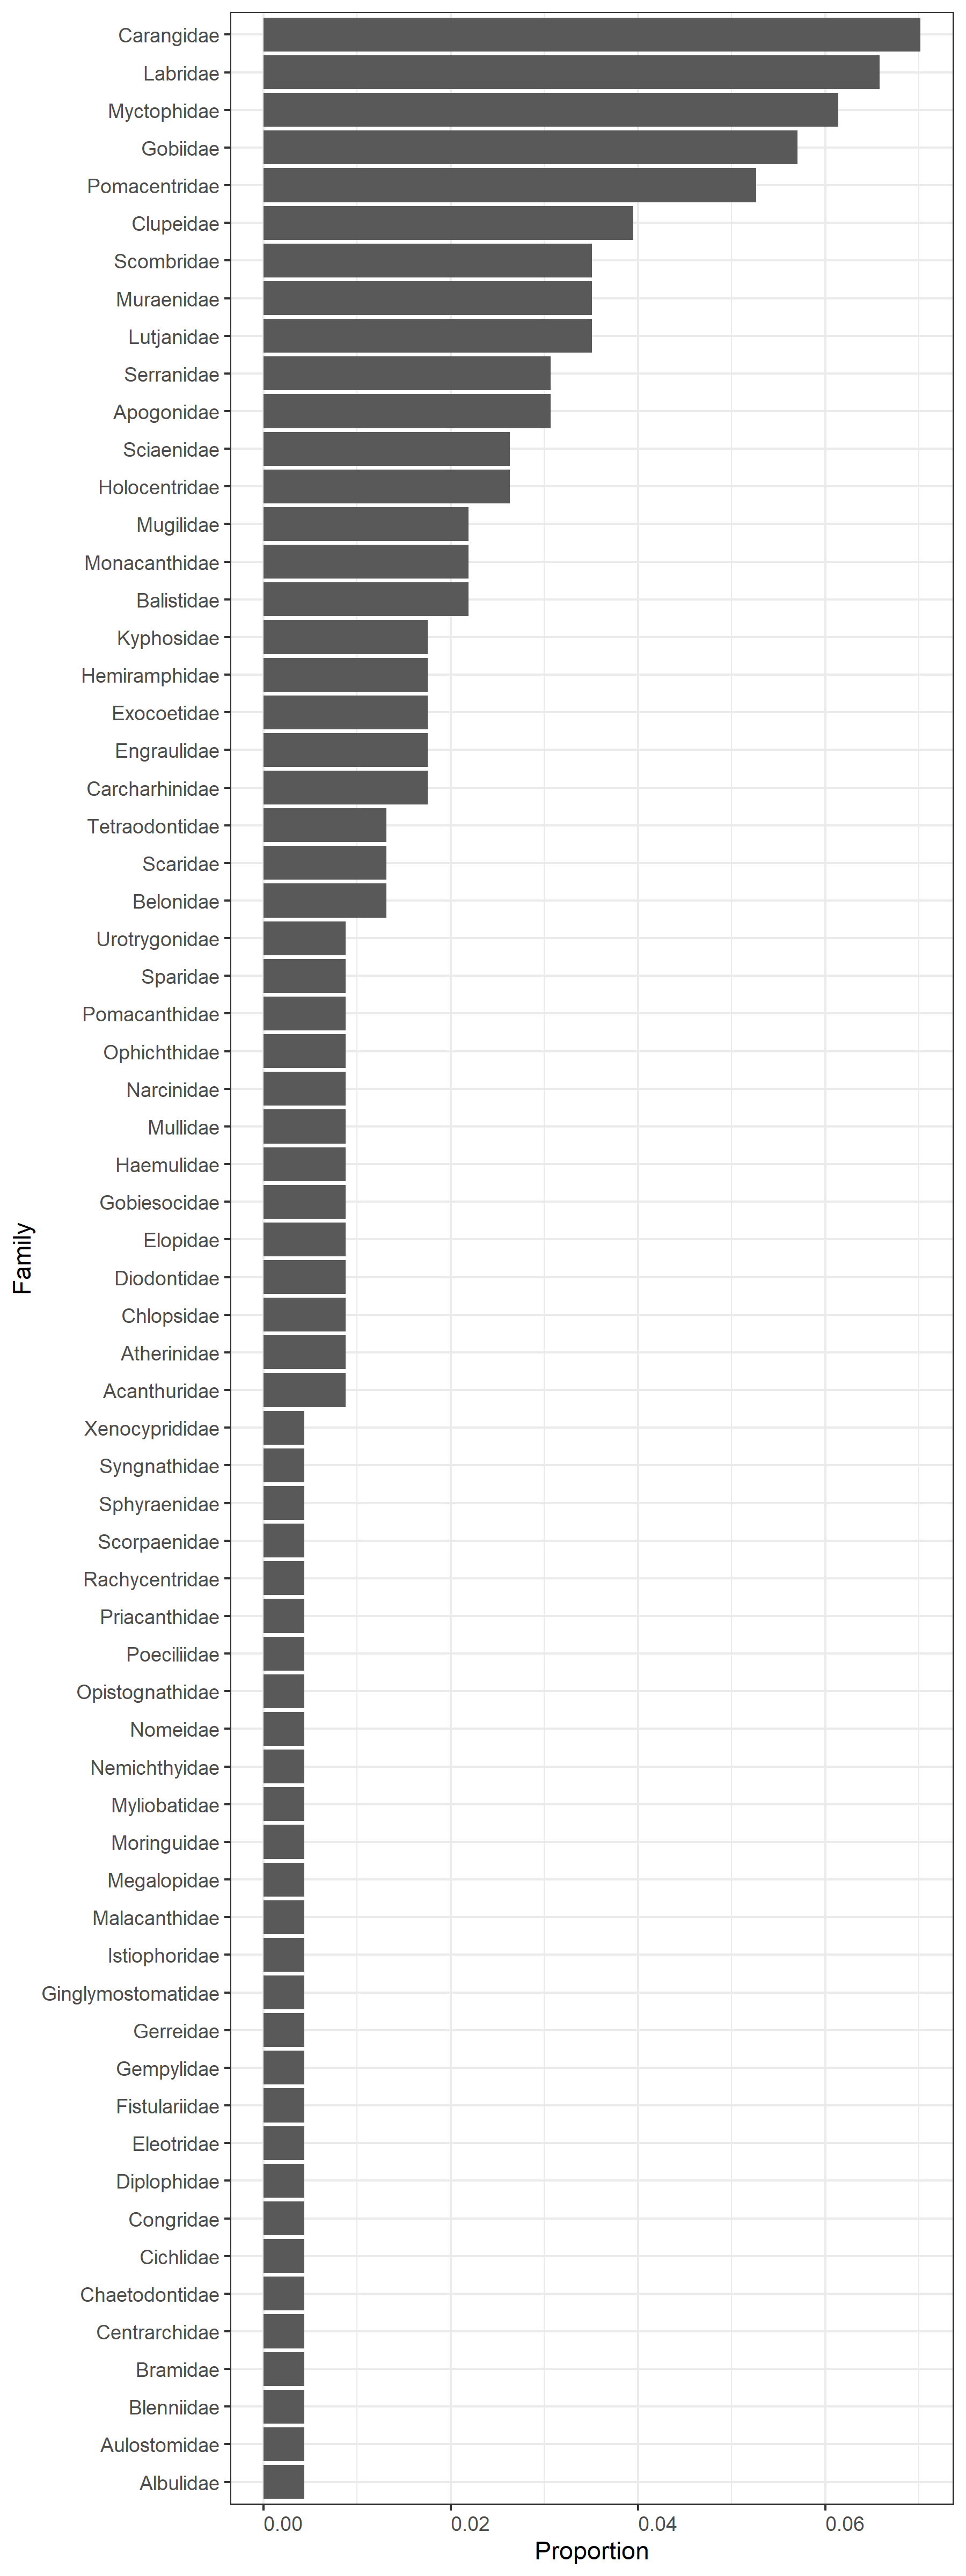 Carangidae
Labridae
Myctophidae
Gobiidae
Pomacentridae
Clupeidae
Scombridae
Muraenidae
Lutjanidae
Serranidae
Apogonidae
Sciaenidae
Holocentridae
Mugilidae
Monacanthidae
Balistidae
Kyphosidae
Hemiramphidae
Exocoetidae
Engraulidae
Carcharhinidae
Tetraodontidae
Scaridae
Belonidae
Urotrygonidae
Sparidae
Pomacanthidae
Ophichthidae
Narcinidae
Mullidae
Haemulidae
Gobiesocidae
Elopidae
Diodontidae
Chlopsidae
Atherinidae
Acanthuridae
Xenocyprididae
Syngnathidae
Sphyraenidae
Scorpaenidae
Rachycentridae
Priacanthidae
Poeciliidae
Opistognathidae
Nomeidae
Nemichthyidae
Myliobatidae
Moringuidae
Megalopidae
Malacanthidae
Istiophoridae
Ginglymostomatidae
Gerreidae
Gempylidae
Fistulariidae
Eleotridae
Diplophidae
Congridae
Cichlidae
Chaetodontidae
Centrarchidae
Bramidae
Blenniidae
Aulostomidae
Albulidae
Family
0.00 0.02 0.04 0.06
Proportion